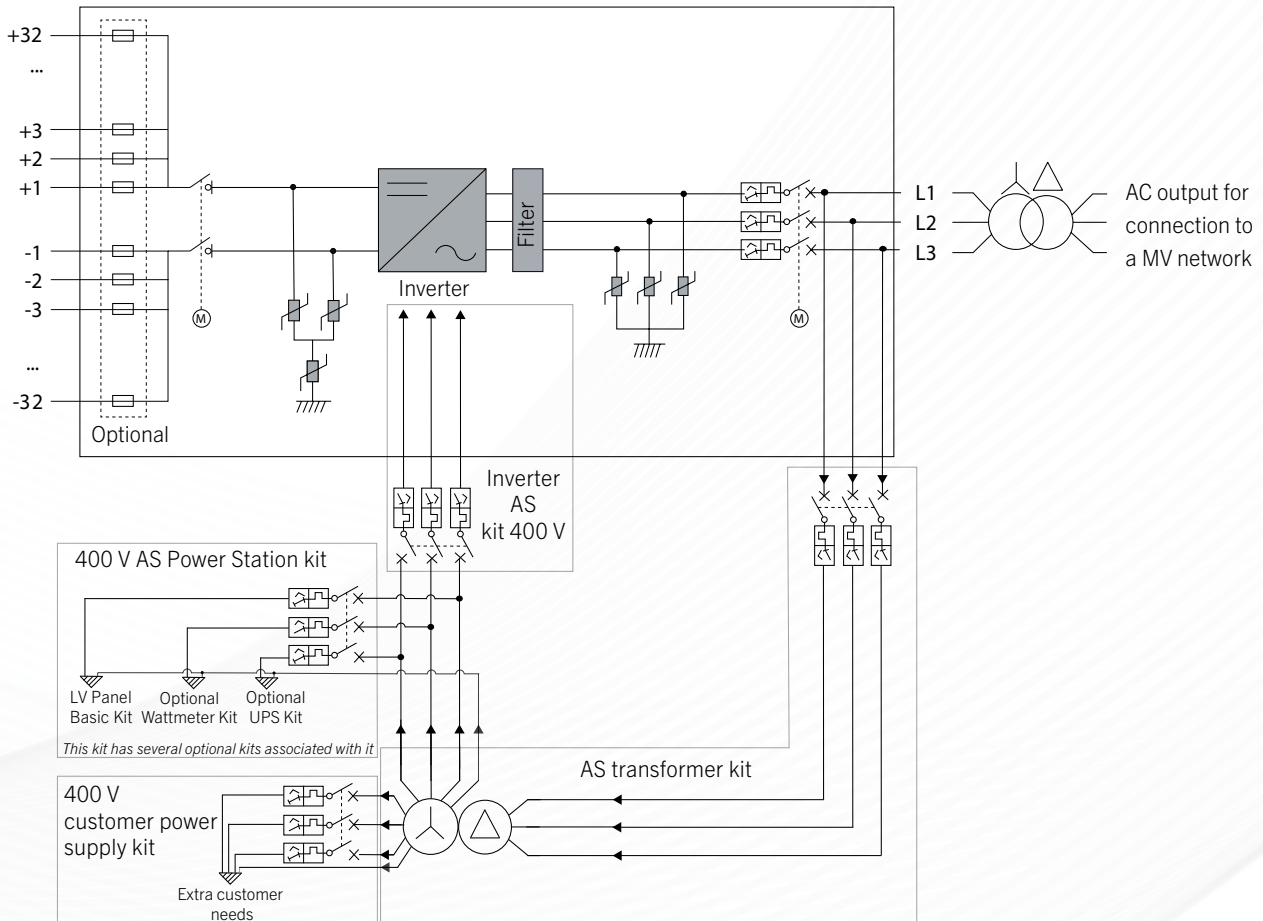 +32
...
+3
+2
+1
-1
-2
-3
...
-32
Optional
M
Inverter
Filter
M
L1
L2
L3
AC output for
connection to
a MV network
Inverter
AS
kit 400 V
400 V AS Power Station kit
LV Panel
Basic Kit
Optional
Wattmeter Kit
Optional
UPS Kit
This kit has several optional kits associated with it
AS transformer kit
400 V
customer power
supply kit
Extra customer
needs